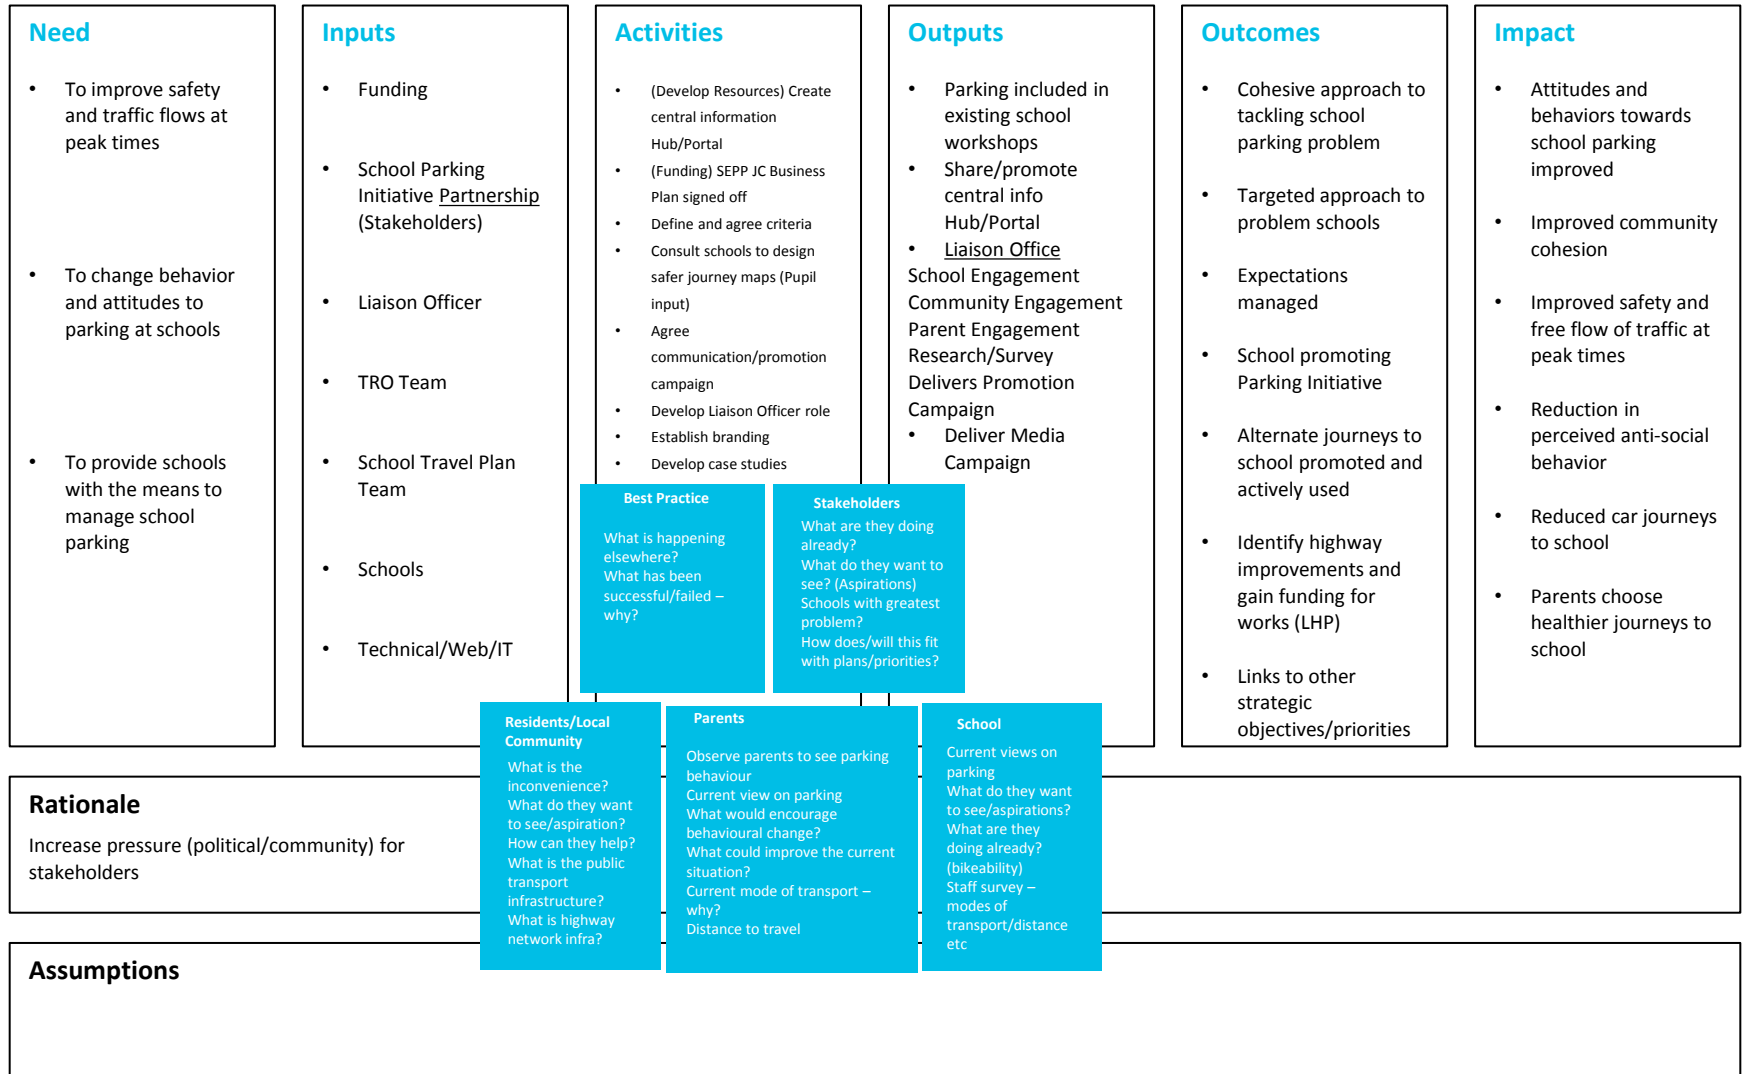 Need
• To improve safety
and traffic flows at
peak times
• To change behavior
and attitudes to
parking at schools
• To provide schools
with the means to
manage school
parking
Inputs
• Funding
• School Parking
Initiative Partnership
(Stakeholders)
• Liaison Officer
• TRO Team
• School Travel Plan
Team
• Schools
• Technical/Web/IT
Activities
• (Develop Resources) Create
central information
Hub/Portal
• (Funding) SEPP JC Business
Plan signed off
• Define and agree criteria
• Consult schools to design
safer journey maps (Pupil
input)
• Agree
communication/promotion
campaign
• Develop Liaison Officer role
• Establish branding
• Develop case studies
Outputs
• Parking included in
existing school
workshops
• Share/promote
central info
Hub/Portal
• Liaison Office
School Engagement
Community Engagement
Parent Engagement
Research/Survey
Delivers Promotion
Campaign
• Deliver Media
Campaign
Outcomes
• Cohesive approach to
tackling school
parking problem
• Targeted approach to
problem schools
• Expectations
managed
• School promoting
Parking Initiative
• Alternate journeys to
school promoted and
actively used
• Identify highway
improvements and
gain funding for
works (LHP)
• Links to other
strategic
objectives/priorities
Impact
• Attitudes and
behaviors towards
school parking
improved
• Improved community
cohesion
• Improved safety and
free flow of traffic at
peak times
• Reduction in
perceived anti-social
behavior
• Reduced car journeys
to school
• Parents choose
healthier journeys to
school
Best Practice
What is happening
elsewhere?
What has been
successful/failed –
why?
Stakeholders
What are they doing
already?
What do they want to
see? (Aspirations)
Schools with greatest
problem?
How does/will this fit
with plans/priorities?
Residents/Local
Community
What is the
inconvenience?
What do they want
to see/aspiration?
How can they help?
What is the public
transport
infrastructure?
What is highway
network infra?
Parents
Observe parents to see parking
behaviour
Current view on parking
What would encourage
behavioural change?
What could improve the current
situation?
Current mode of transport –
why?
Distance to travel
School
Current views on
parking
What do they want
to see/aspirations?
What are they
doing already?
(bikeability)
Staff survey –
modes of
transport/distance
etc
Rationale
Increase pressure (political/community) for
stakeholders
Assumptions